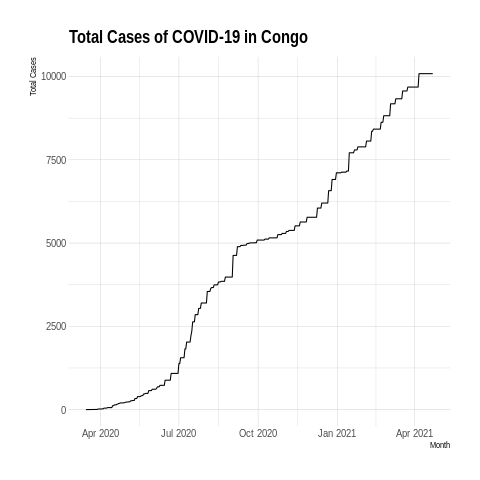 Total Cases of COVID-19 in Congo
Total Cases
10000
7500
5000
2500
0
Apr 2020 Jul 2020 Oct 2020 Jan 2021 Apr 2021
Month